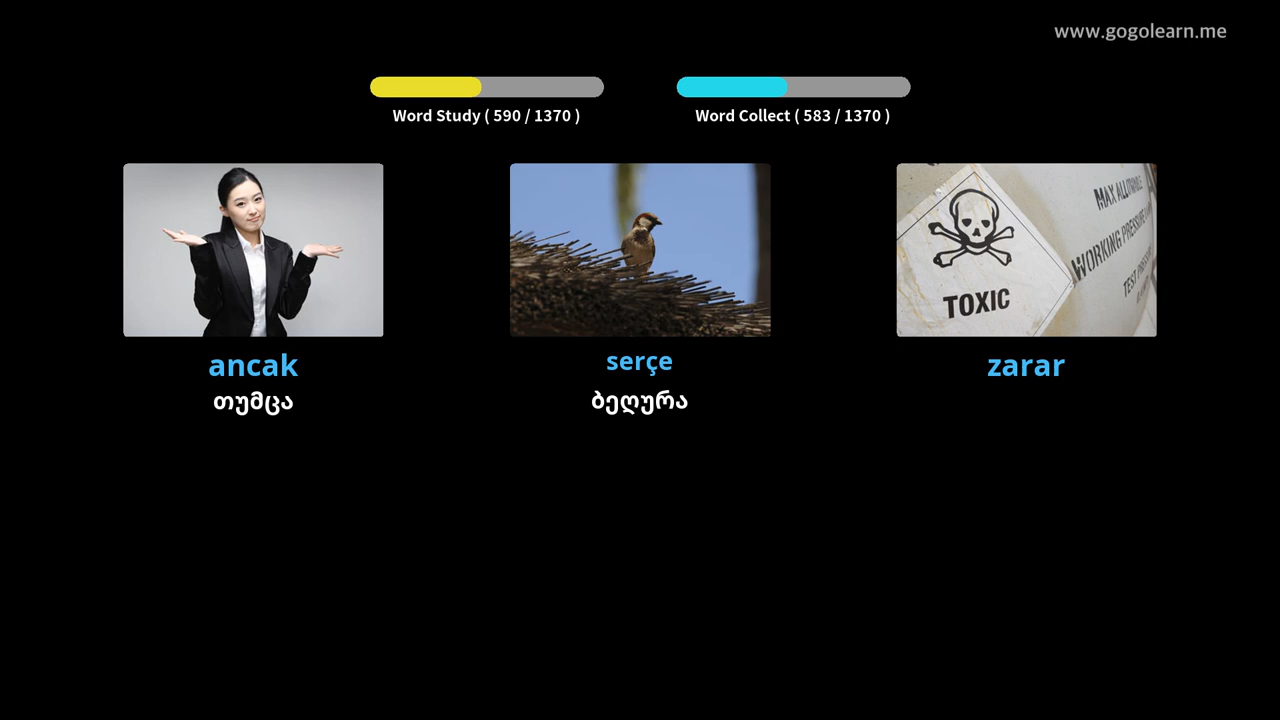 www.gogolearn.me
Word Study ( 590 / 1370 )
Word Collect ( 583 / 1370 )
TOXIC
MAX ALLOWABLE
WORKING PRESSURE
TEST
ancak
serçe
zarar
თუმცა
ბეღურა